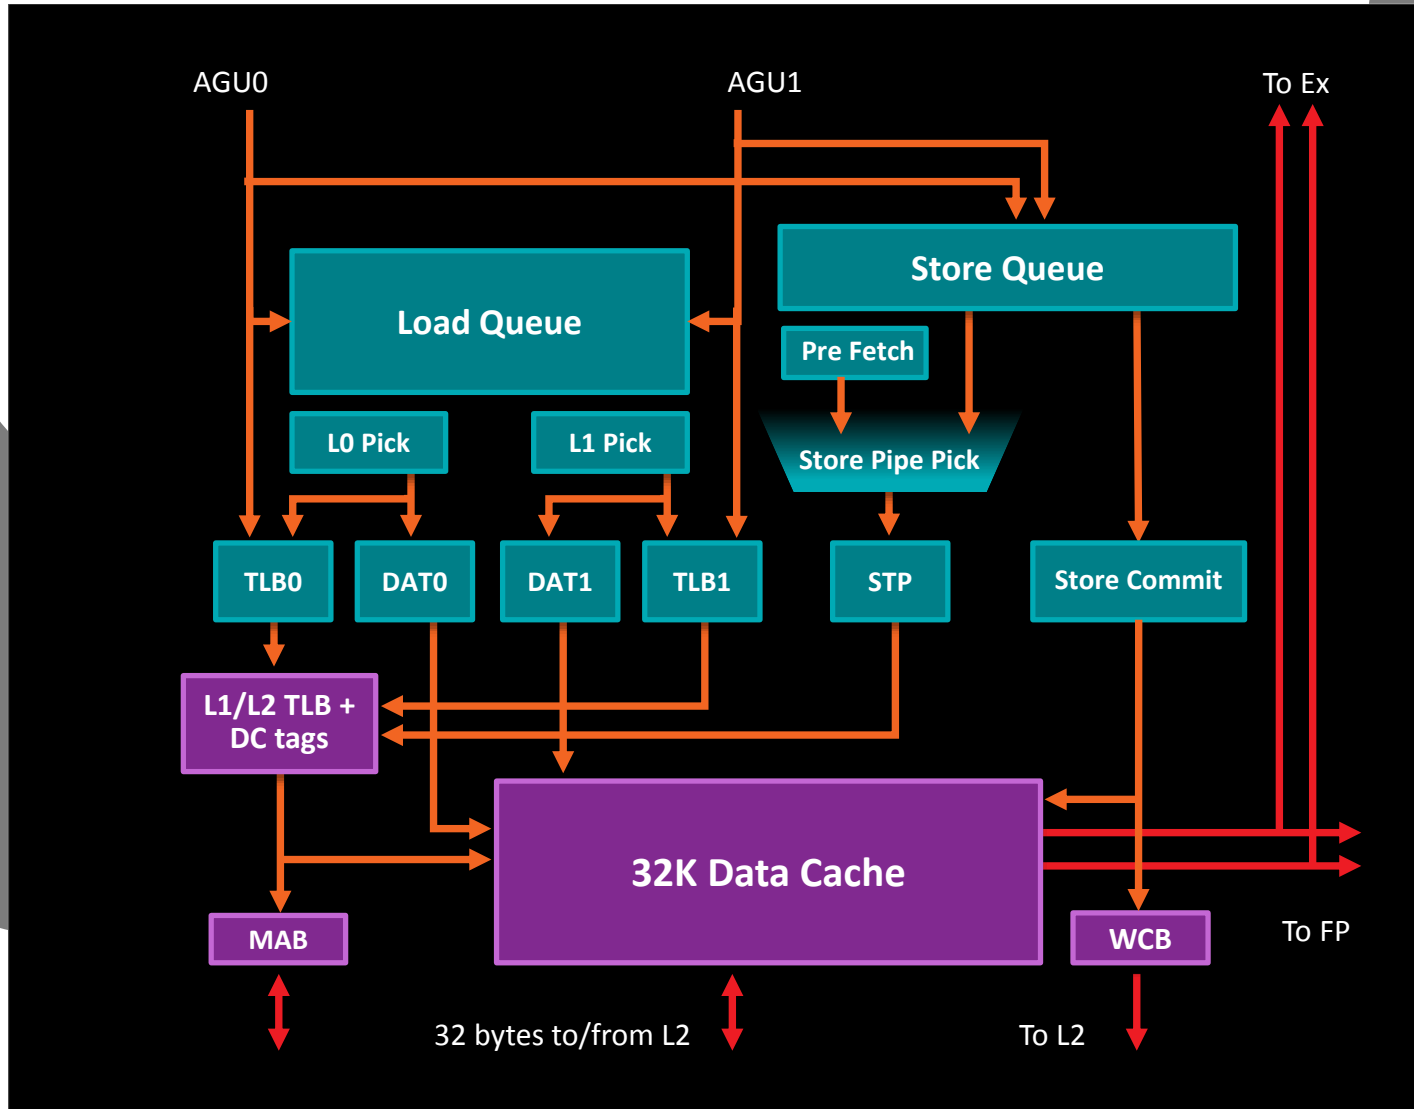 AGU0
AGU1
To Ex
Store Queue
Load Queue
Pre Fetch
L0 Pick
L1 Pick
Store Pipe Pick
TLB0
DAT0
DAT1
TLB1
STP
Store Commit
L1/L2 TLB +
DC tags
32K Data Cache
MAB
WCB
To FP
32 bytes to/from L2
To L2